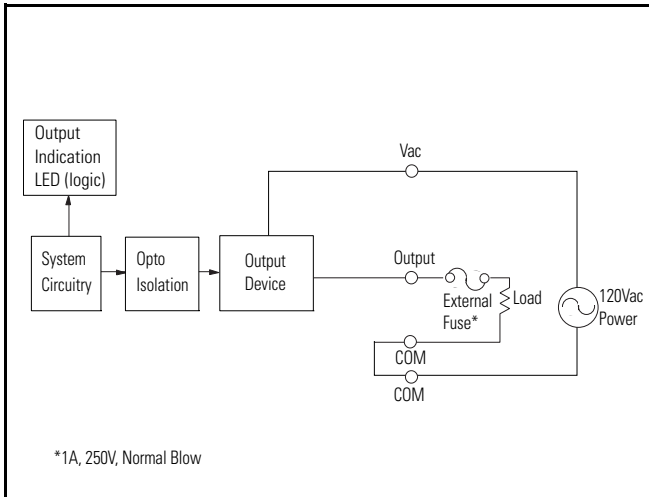 Output
Indication
LED (logic)
Vac
System
Circuitry
Opto
Isolation
Output
Device
Output
External
Fuse*
Load
120Vac
Power
COM
COM
*1A, 250V, Normal Blow